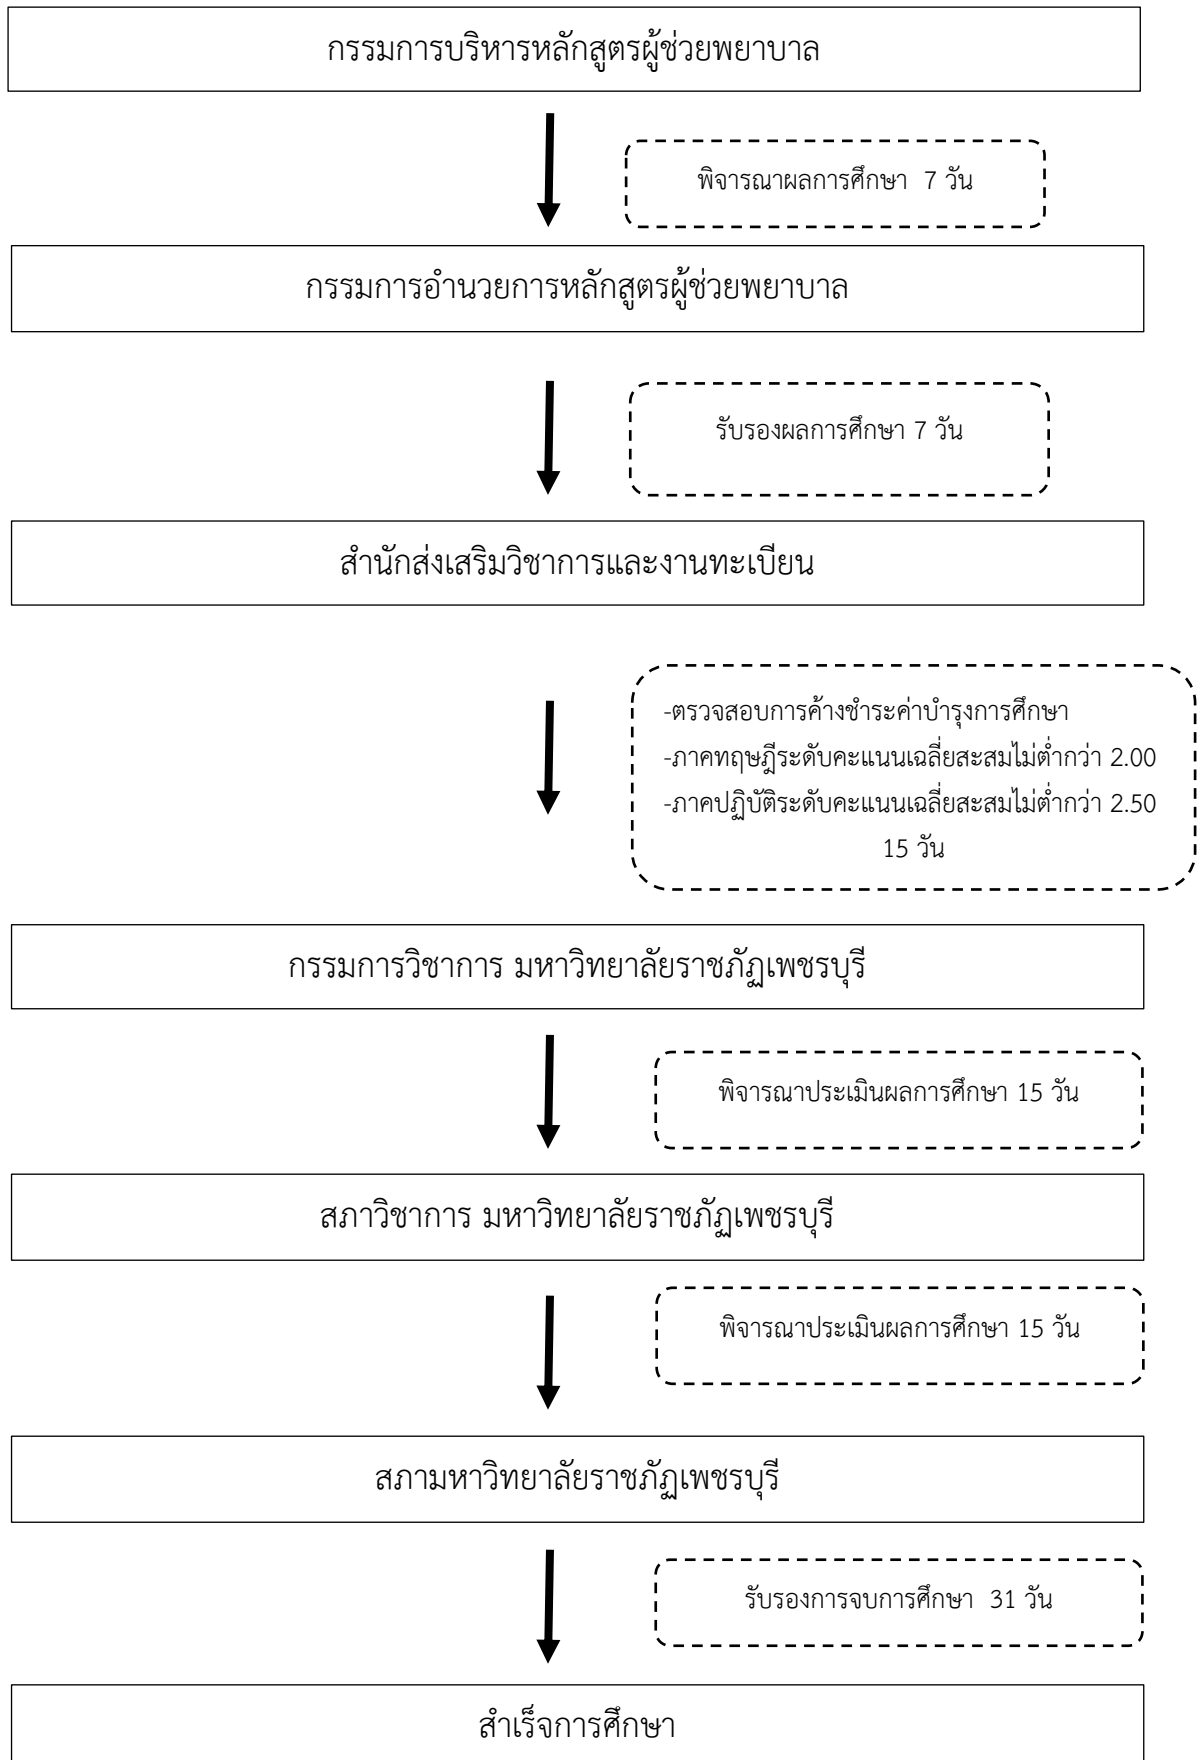 กรรมการบริหารหลักสูตรผู้ช่วยพยาบาล
พิจารณาผลการศึกษา 7 วัน
กรรมการอำนวยการหลักสูตรผู้ช่วยพยาบาล
รับรองผลการศึกษา 7 วัน
สำนักส่งเสริมวิชาการและงานทะเบียน
-ตรวจสอบการค้างชำระค่าบำรุงการศึกษา
-ภาคทฤษฎีระดับคะแนนเฉลี่ยสะสมไม่ต่ำกว่า 2.00
-ภาคปฏิบัติระดับคะแนนเฉลี่ยสะสมไม่ต่ำกว่า 2.50
15 วัน
กรรมการวิชาการ มหาวิทยาลัยราชภัฏเพชรบุรี
พิจารณาประเมินผลการศึกษา 15 วัน
สภาวิชาการ มหาวิทยาลัยราชภัฏเพชรบุรี
พิจารณาประเมินผลการศึกษา 15 วัน
สภามหาวิทยาลัยราชภัฏเพชรบุรี
รับรองการจบการศึกษา 31 วัน
สำเร็จการศึกษา